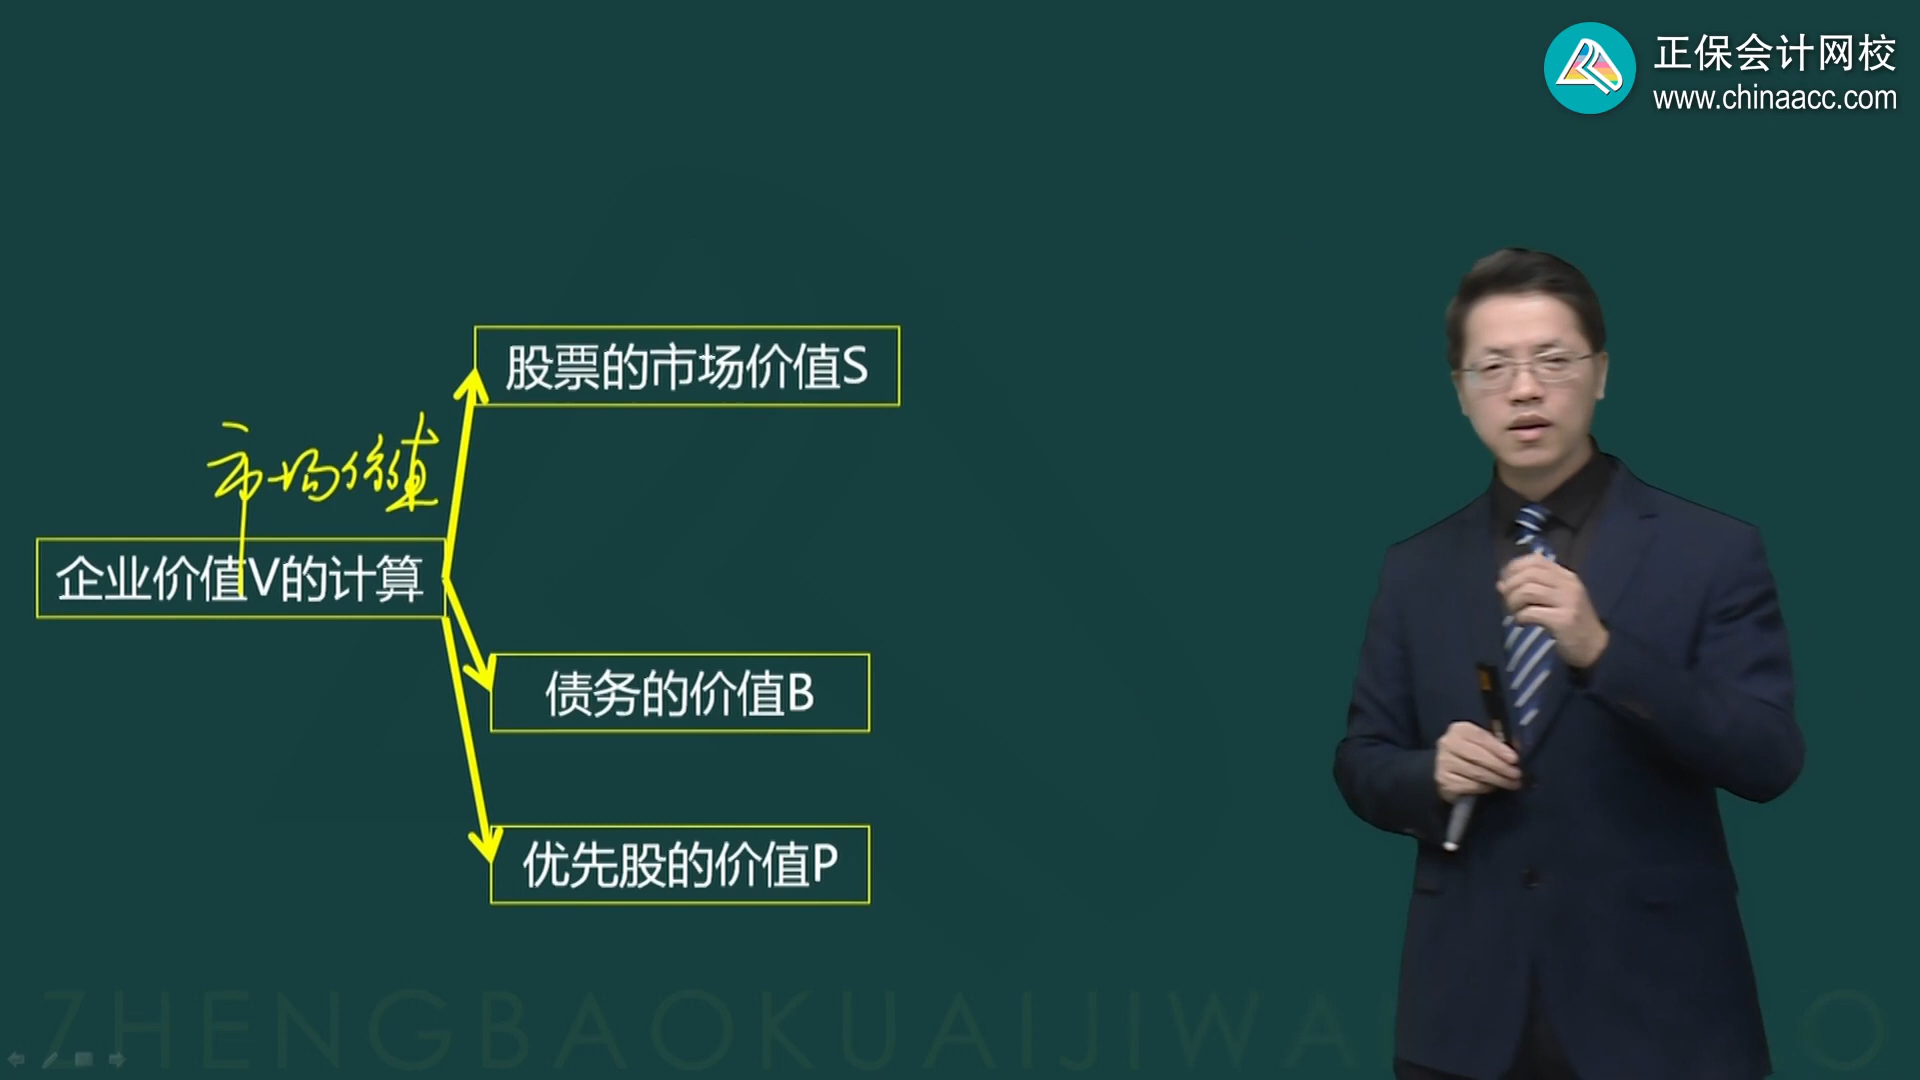 正保会计网校
www.chinaacc.com
股票的市场价值S
市场价值
企业价值V的计算
债务的价值B
优先股的价值P
ZHENGBAOKUAIJIWA
O